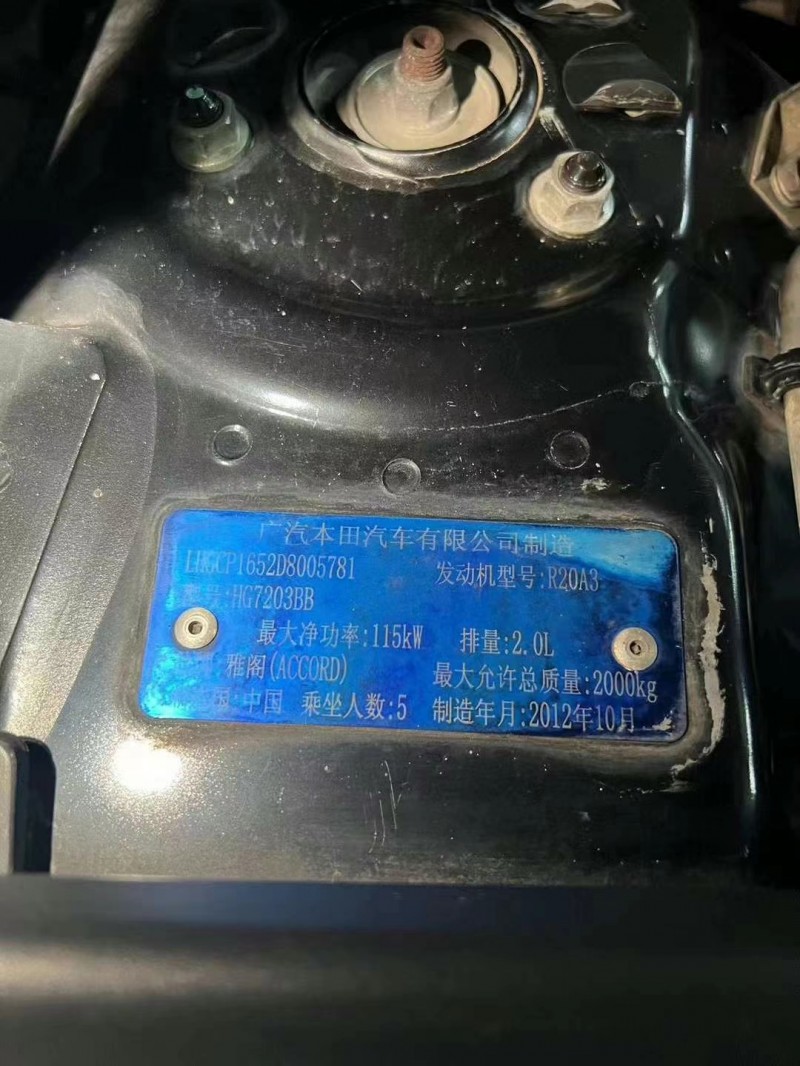 广汽本田汽车有限公司制造
LHGCP1652D8005781 发动机型号:R20A3
型号:HG7203BB
最大净功率:115kW 排量:2.0L
雅阁(ACCORD) 最大允许总质量:2000kg
国:中国 乘坐人数:5 制造年月:2012年10月